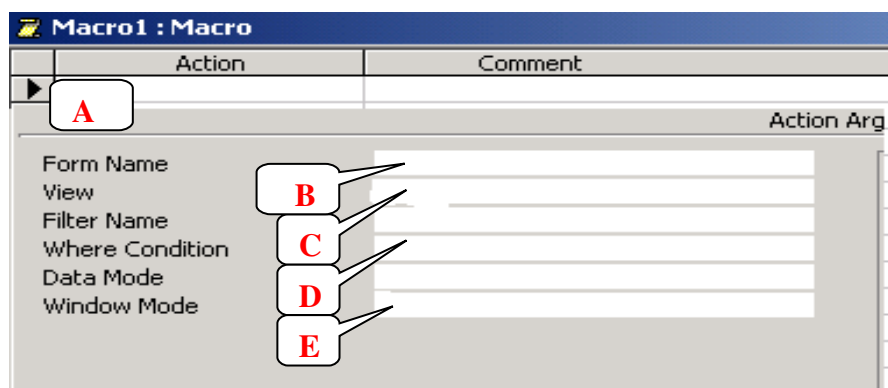 Macro1 : Macro
Action Comment
A
Action Arg
Form Name
B
View
C
Filter Name
Where Condition
D
Data Mode
Window Mode
E